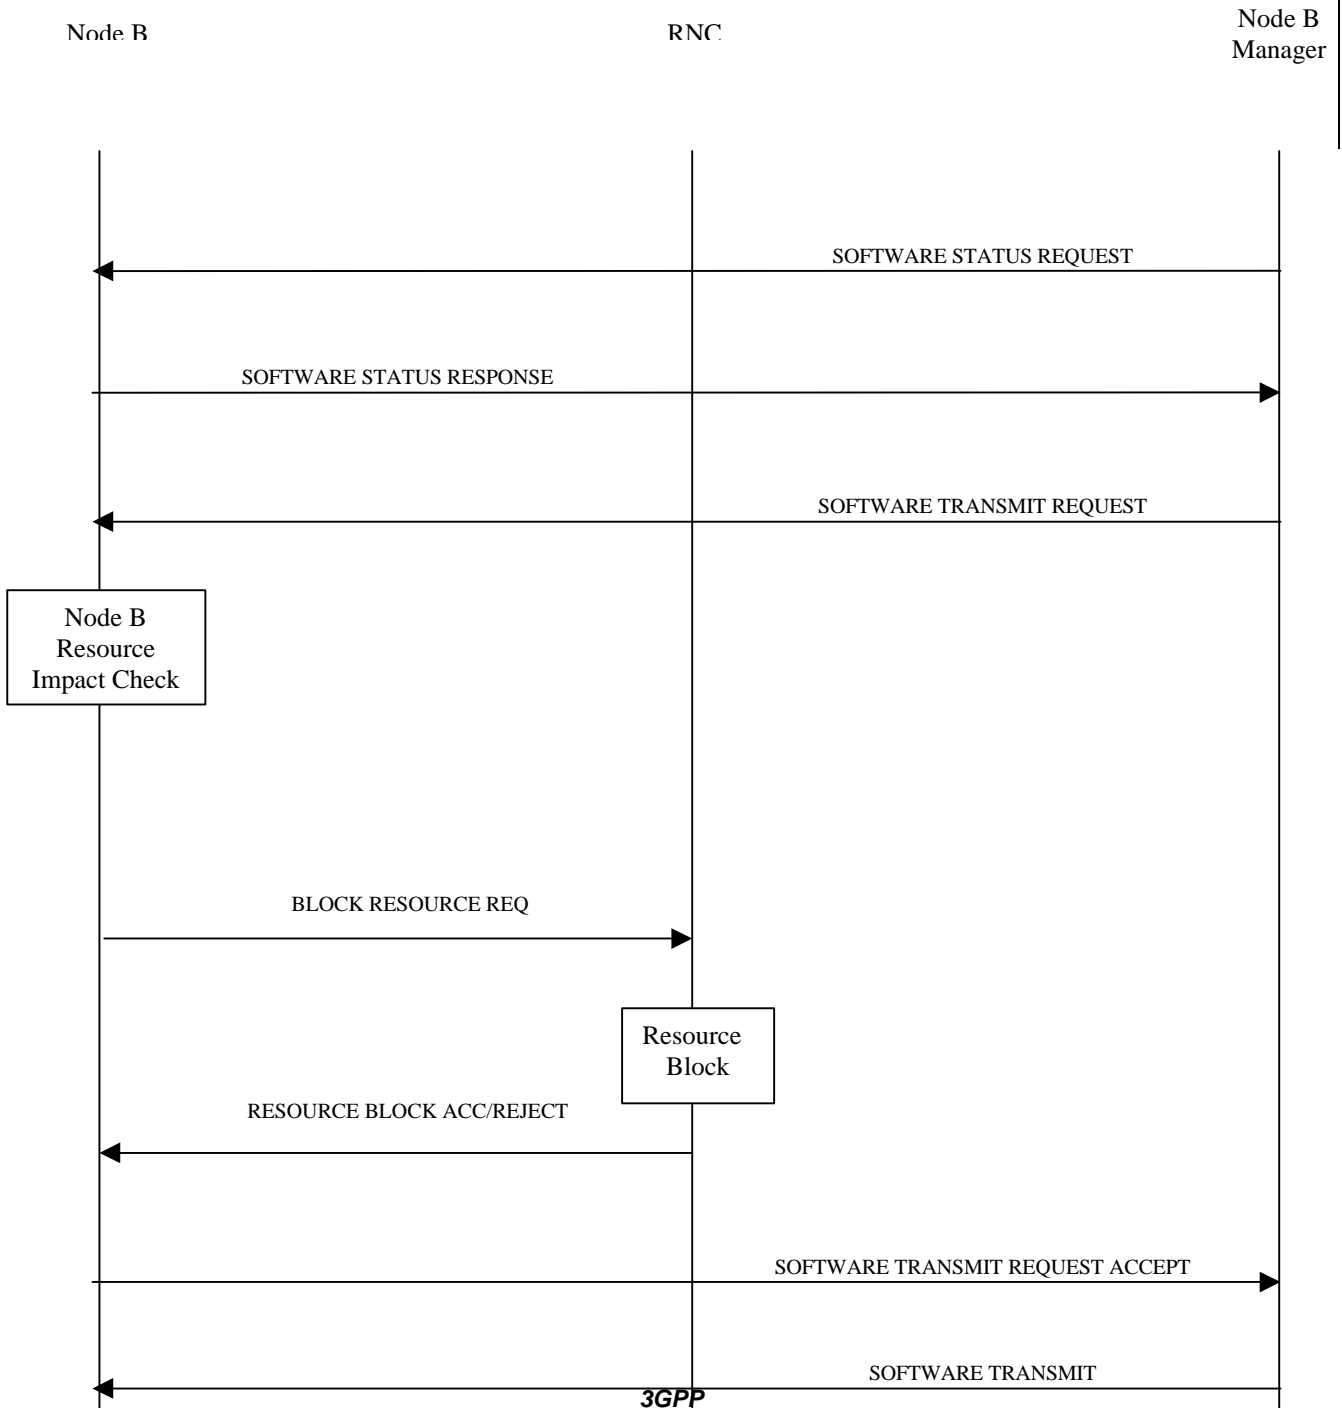 Node B
RNC
Node B
Manager
SOFTWARE STATUS REQUEST
SOFTWARE STATUS RESPONSE
SOFTWARE TRANSMIT REQUEST
Node B
Resource
Impact Check
BLOCK RESOURCE REQ
Resource
Block
RESOURCE BLOCK ACC/REJECT
SOFTWARE TRANSMIT REQUEST ACCEPT
SOFTWARE TRANSMIT
3GPP